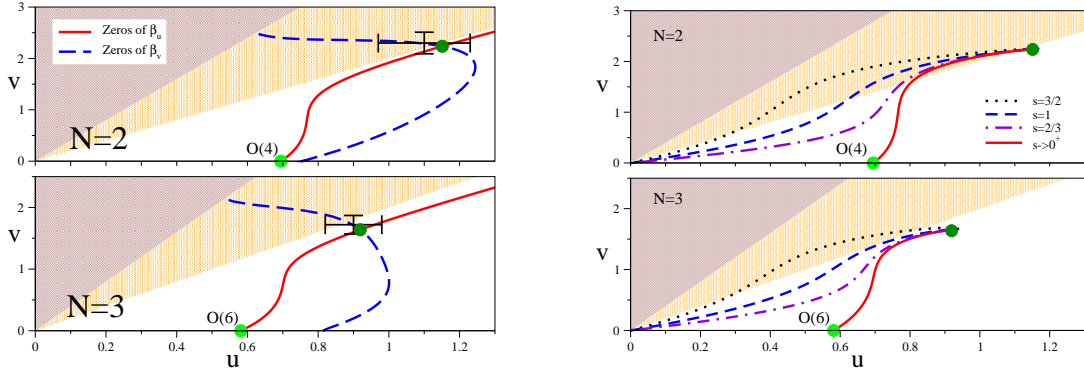 3
Zeros of βu
Zeros of βv
2
v
1
N=2
O(4)
0
2
v
1
N=3
O(6)
0
0 0.2 0.4 0.6 0.8 1 1.2
u
3
N=2
2
v
s=3/2
s=1
1
s=2/3
O(4)
s->0+
0
N=3
2
v
1
O(6)
0
0 0.2 0.4 0.6 0.8 1 1.2
u